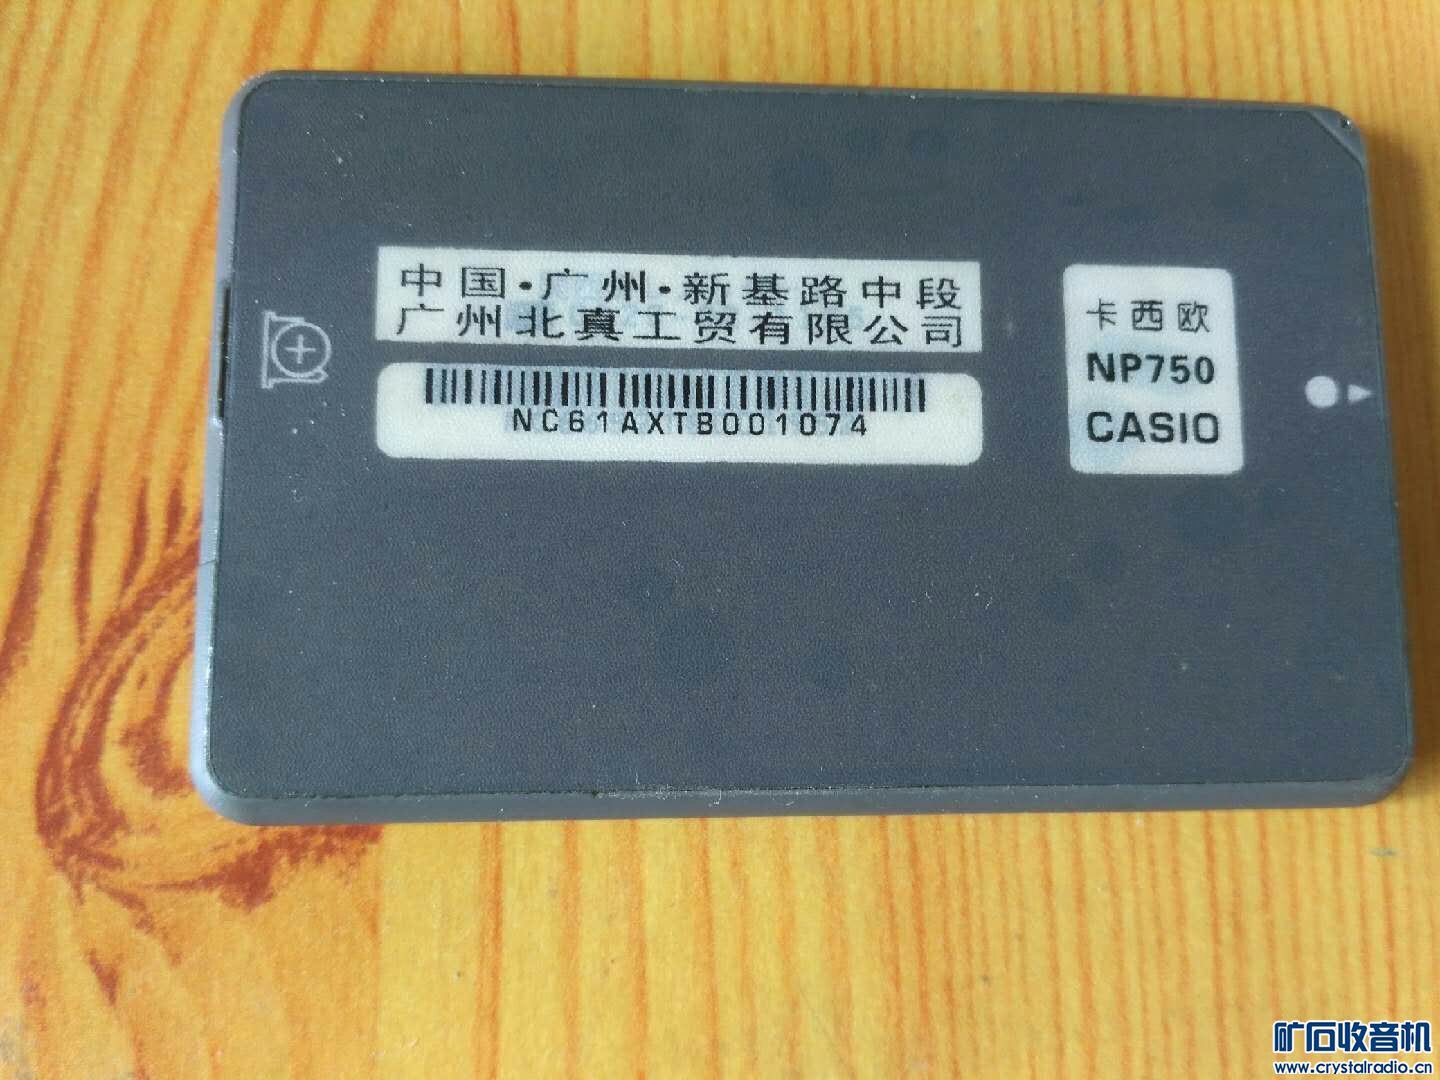 中国·广州·新基路中段
广州北真工贸有限公司
NC61AXTB001074
卡西欧
NP750
CASIO
矿石收音机
www.crystalradio.cn